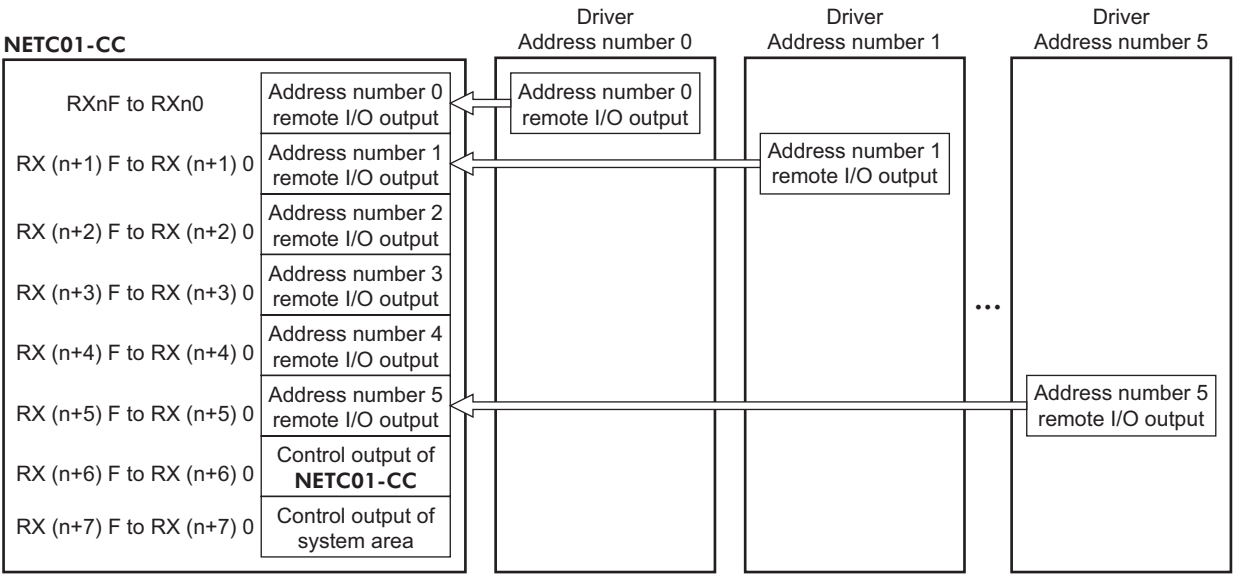 NETC01-CC
Driver
Address number 0
Driver
Address number 1
Driver
Address number 5
RXnF to RXn0
Address number 0
remote I/O output
Address number 0
remote I/O output
RX (n+1) F to RX (n+1) 0
Address number 1
remote I/O output
Address number 1
remote I/O output
RX (n+2) F to RX (n+2) 0
Address number 2
remote I/O output
RX (n+3) F to RX (n+3) 0
Address number 3
remote I/O output
...
RX (n+4) F to RX (n+4) 0
Address number 4
remote I/O output
RX (n+5) F to RX (n+5) 0
Address number 5
remote I/O output
Address number 5
remote I/O output
RX (n+6) F to RX (n+6) 0
Control output of
NETC01-CC
RX (n+7) F to RX (n+7) 0
Control output of
system area